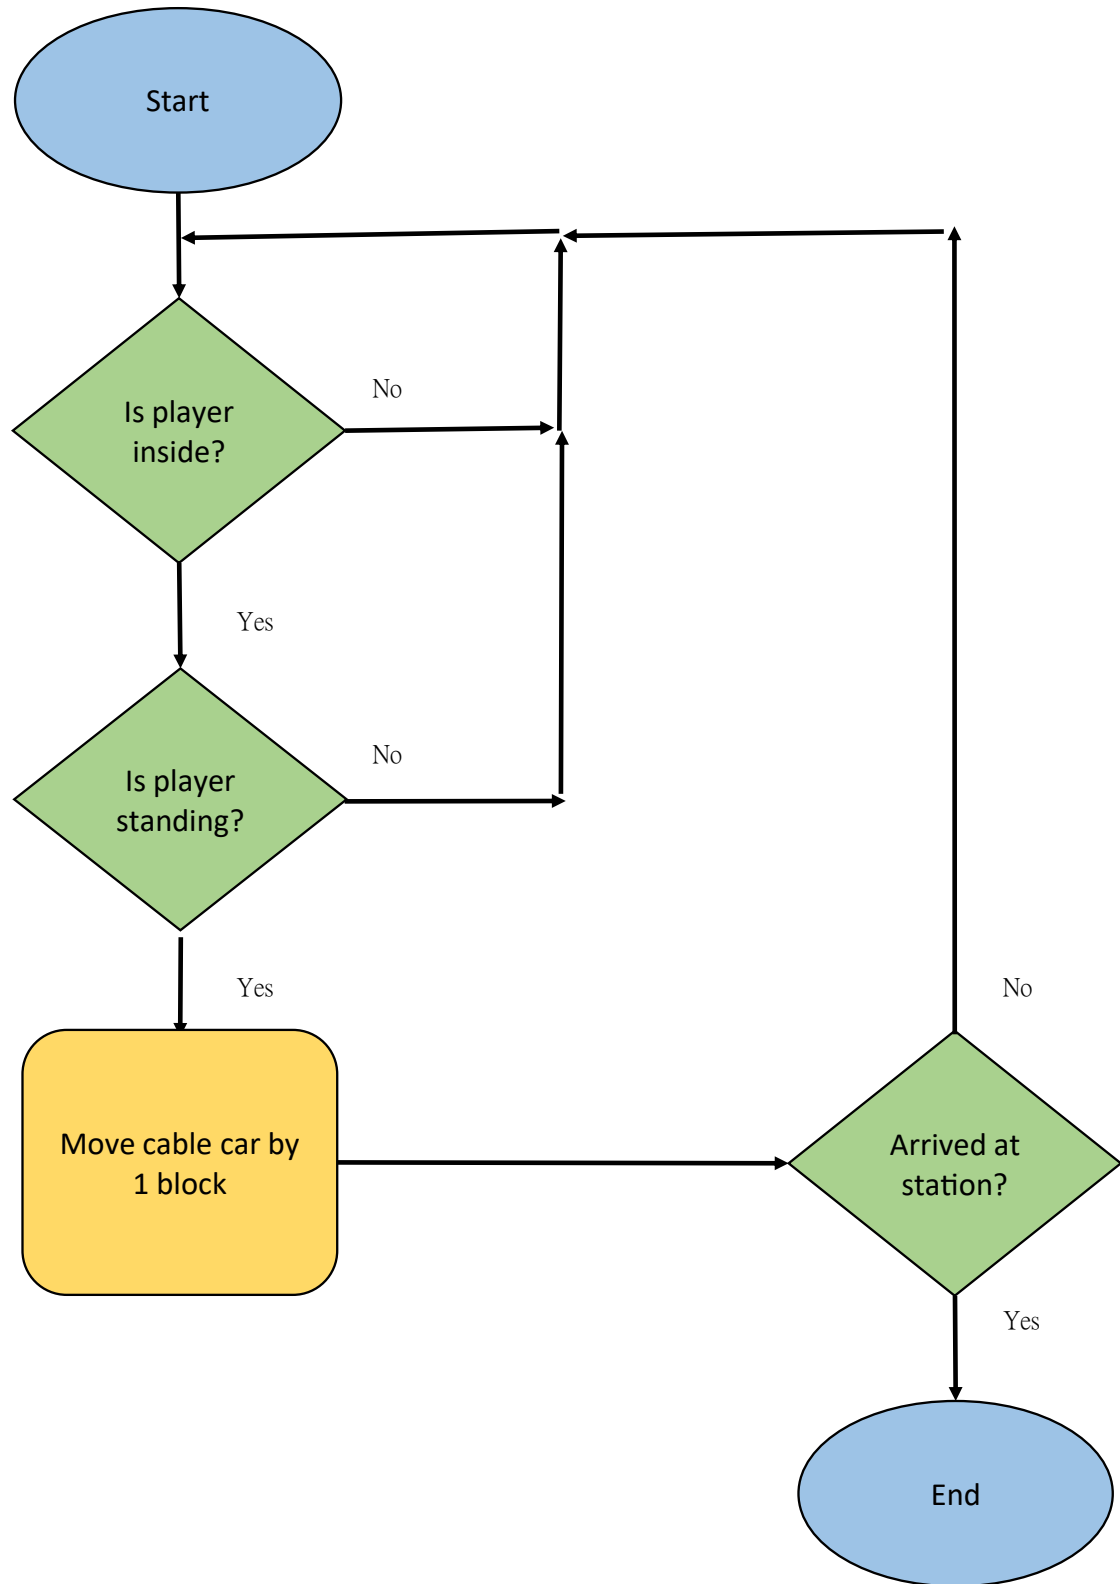 Start
No
Is player
inside?
Yes
No
Is player
standing?
Yes
No
Move cable car by
1 block
Arrived at
station?
Yes
End